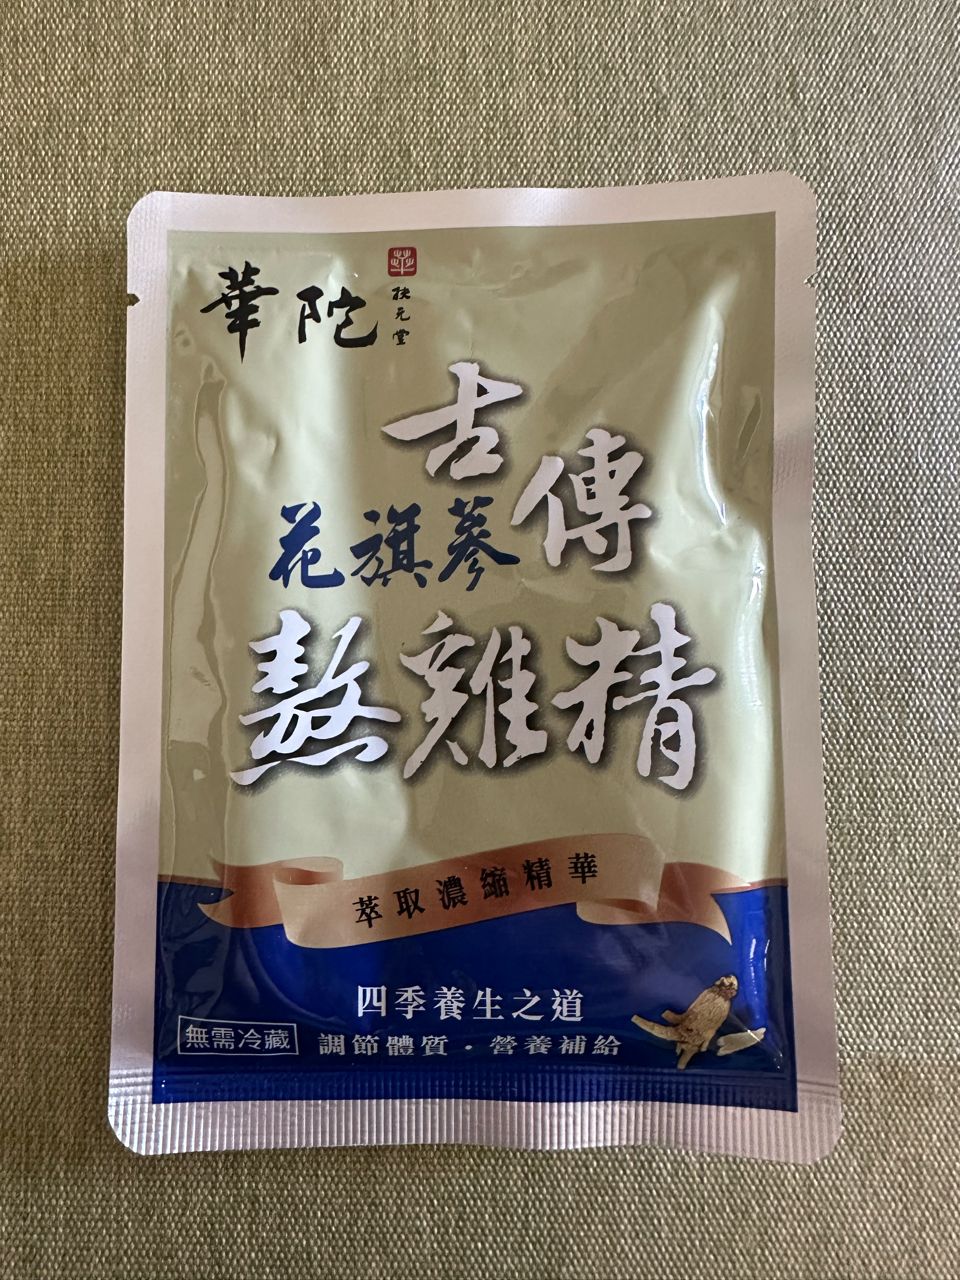 華陀
扶元堂
古傳
花旗蔘
熬雞精
萃取濃縮精華
四季養生之道
無需冷藏
調節體質・營養補給